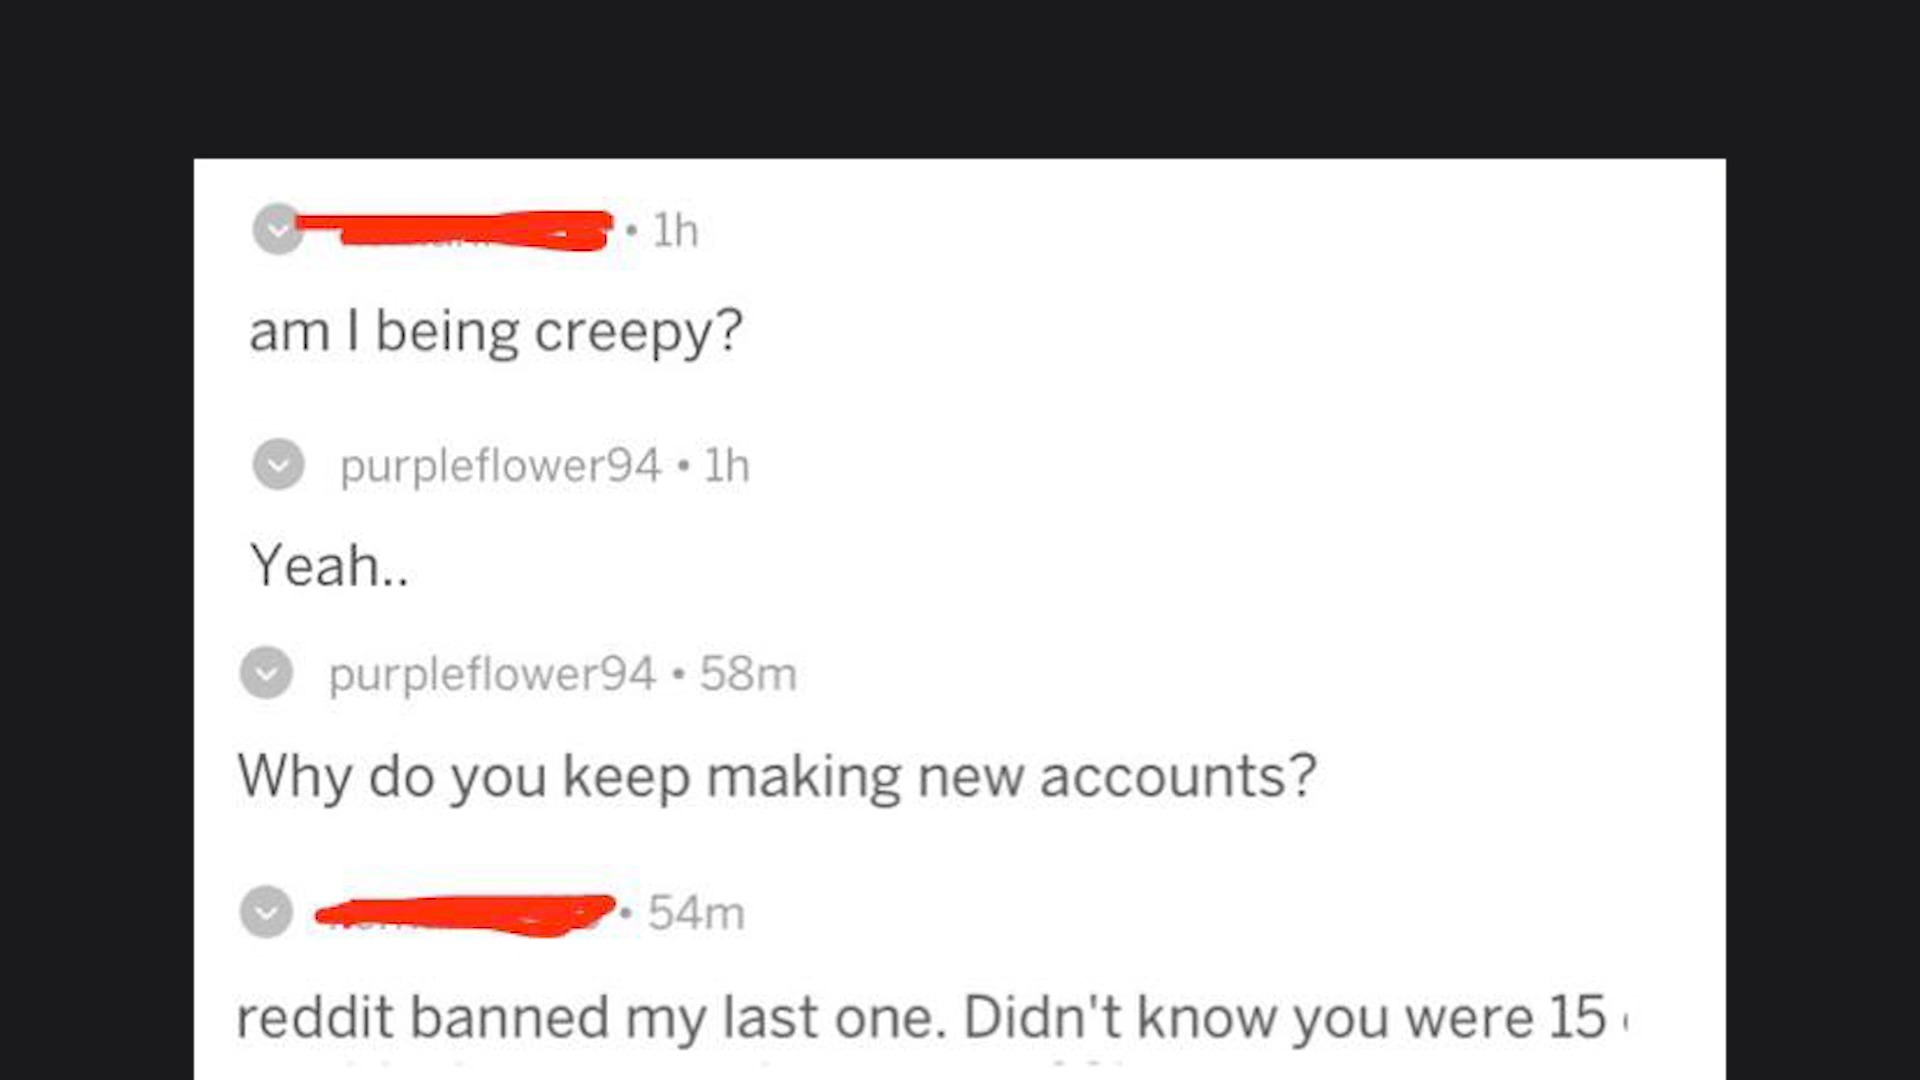 • 1h
am I being creepy?
purpleflower94 • 1h
Yeah..
purpleflower94 • 58m
Why do you keep making new accounts?
• 54m
reddit banned my last one. Didn't know you were 15